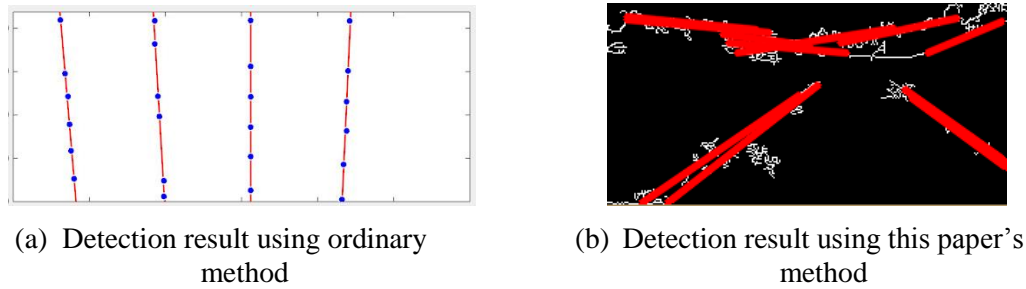 (a) Detection result using ordinary
method
(b) Detection result using this paper's
method